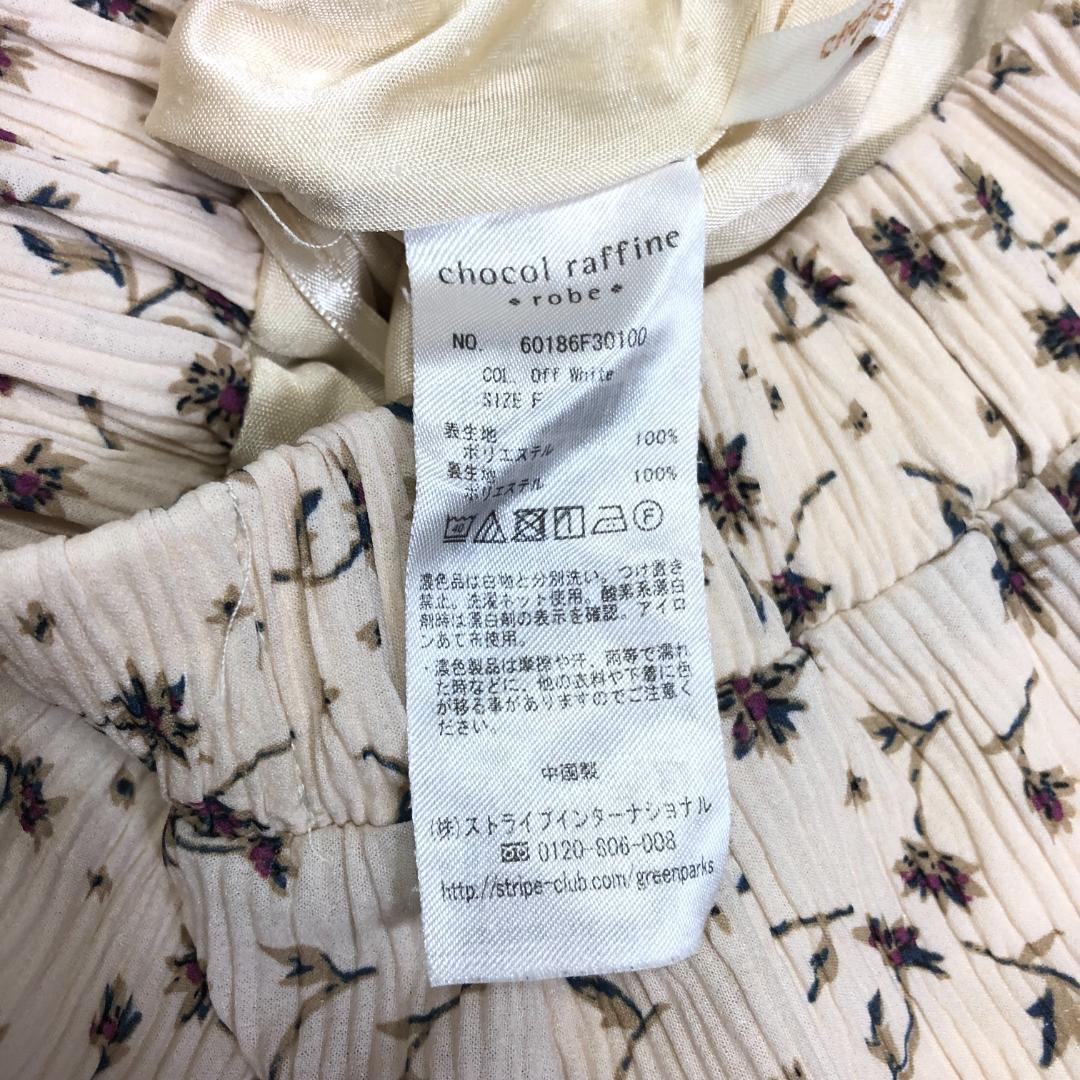 chocol raffine
robe
NO. 60186F30100
COL. Off White
SIZE F
表生地
ポリエステル 100%
裏生地
ポリエステル 100%
40 F
濃色品は白物と分別洗い。つけ置き
禁止。洗濯ネット使用。酸素系漂白
剤時は漂白剤の表示を確認。アイロ
ンあて布使用。
・濃色製品は摩擦や汗、雨等で濡れ
た時などに、他の衣料や下着に色
が移る事がありますのでご注意く
ださい。
中国製
(株)ストライプインターナショナル
0120-806-008
http://stripe-club.com/greenparks